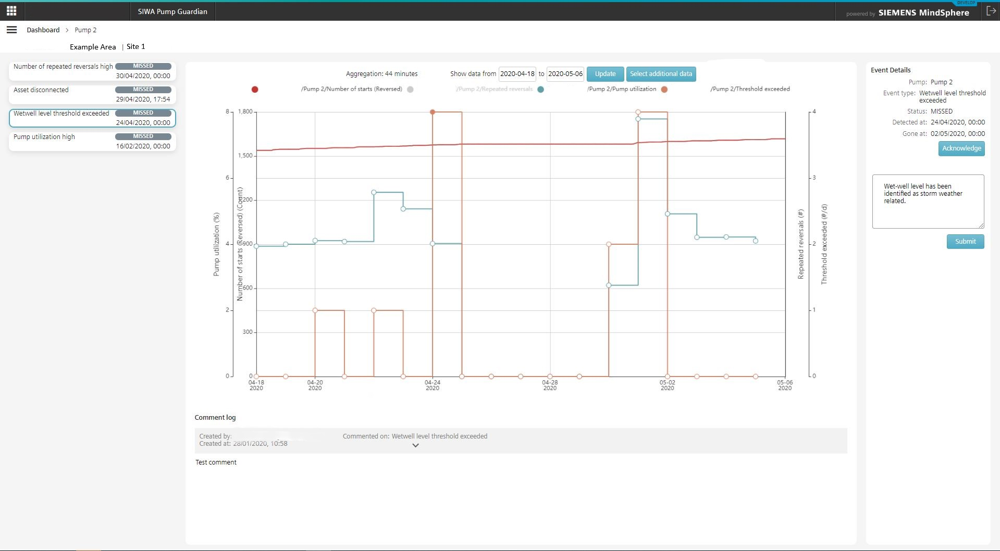 DEVELOP
SIWA Pump Guardian
powered by SIEMENS MindSphere
Dashboard > Pump 2
Example Area | Site 1
Number of repeated reversals high MISSED
30/04/2020, 00:00
Asset disconnected MISSED
29/04/2020, 17:54
Wetwell level threshold exceeded MISSED
24/04/2020, 00:00
Pump utilization high MISSED
16/02/2020, 00:00
Aggregation: 44 minutes Show data from 2020-04-18 to 2020-05-06 Update Select additional data
/Pump 2/Number of starts (Reversed) /Pump 2/Repeated reversals /Pump 2/Pump utilization /Pump 2/Threshold exceeded
Pump utilization (%)
8
6
4
2
0
Number of starts (Reversed) (Count)
1,800
1,500
1,200
900
600
300
0
04-18
2020
04-20
2020
04-24
2020
04-28
2020
05-02
2020
05-06
2020
Repeated reversals (#)
4
3
2
1
0
Threshold exceeded (#/d)
Comment log
Created by: Commented on: Wetwell level threshold exceeded
Created at: 28/01/2020, 10:58
Test comment
Event Details
Pump: Pump 2
Event type: Wetwell level threshold
exceeded
Status: MISSED
Detected at: 24/04/2020, 00:00
Gone at: 02/05/2020, 00:00
Acknowledge
Wet-well level has been
identified as storm weather
related.
Submit